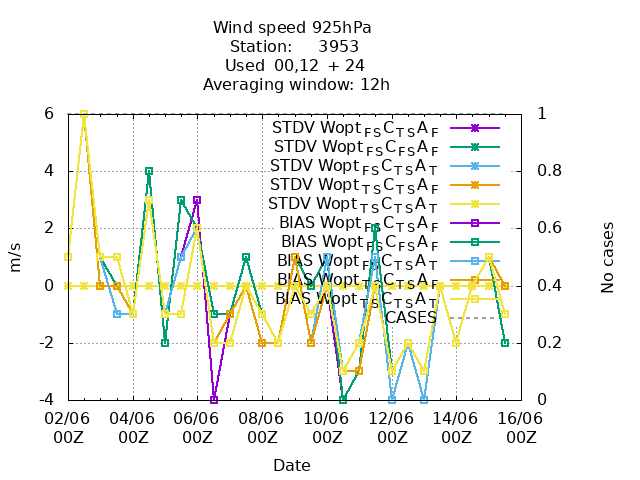 Wind speed 925hPa
Station: 3953
Used 00,12 + 24
Averaging window: 12h
6 1
STDV Wopt FS C TS A F
STDV Wopt FS C FS A F
4 0.8
STDV Wopt FS C TS A T
STDV Wopt TS C TS A F
STDV Wopt TS C TS A T
2 0.6
BIAS Wopt FS C TS A F
BIAS Wopt FS C FS A F
m/s No cases
BIAS Wopt FS C TS A T
0 0.4
BIAS Wopt TS C TS A F
BIAS Wopt TS C TS A T
CASES
-2 0.2
-4 0
02/06 04/06 06/06 08/06 10/06 12/06 14/06 16/06
00Z 00Z 00Z 00Z 00Z 00Z 00Z 00Z
Date